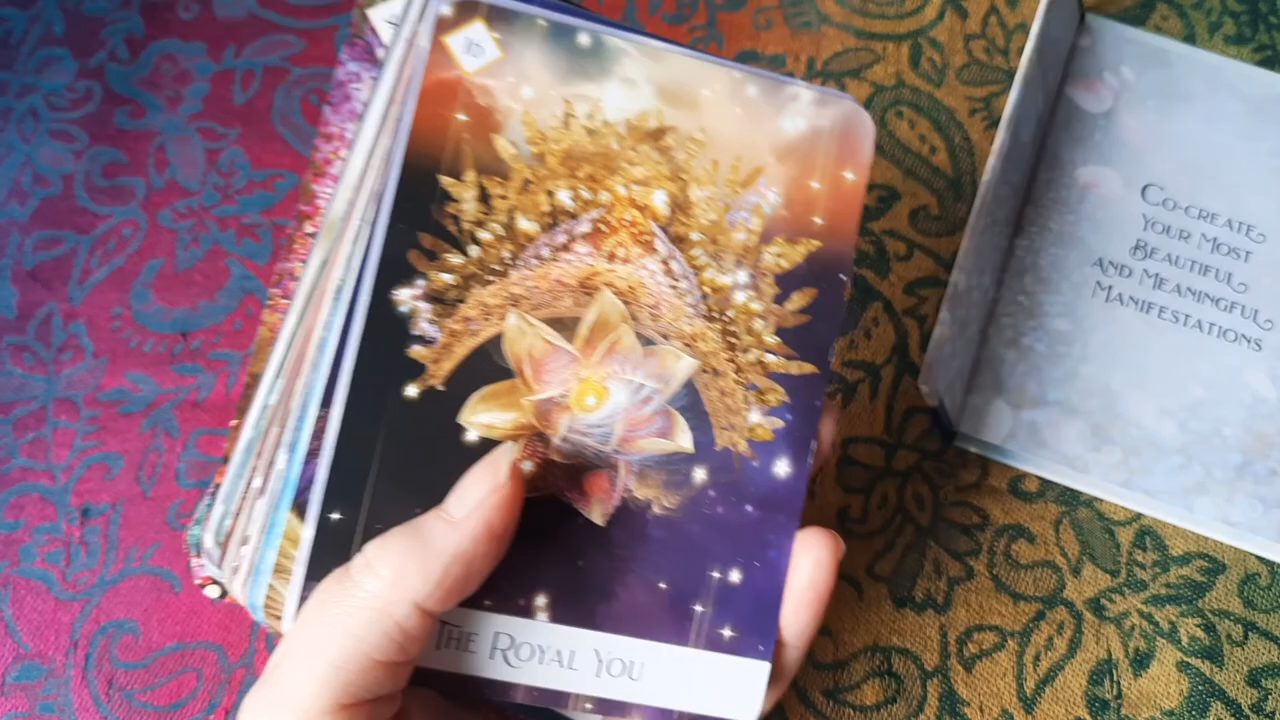 The Royal You
Co-create
Your Most
Beautiful
and Meaningful
Manifestations